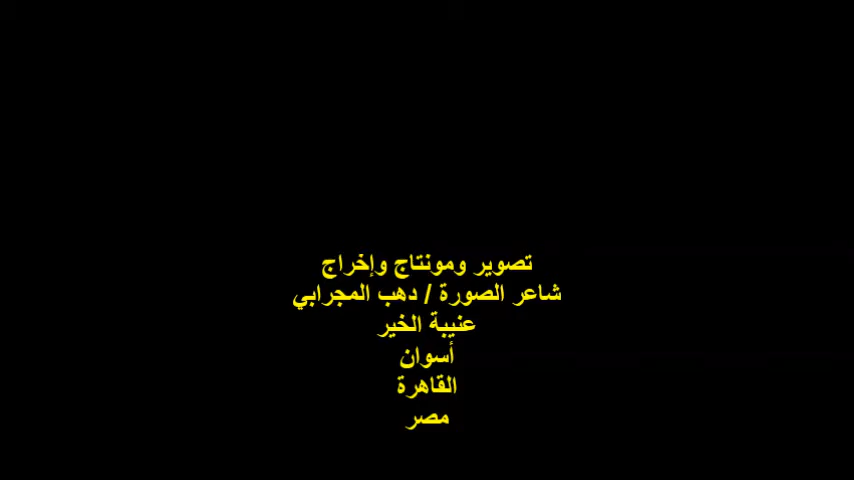 تصوير ومونتاج وإخراج
شاعر الصورة / دهب المجرابي
عنيبة الخير
أسوان
القاهرة
مصر